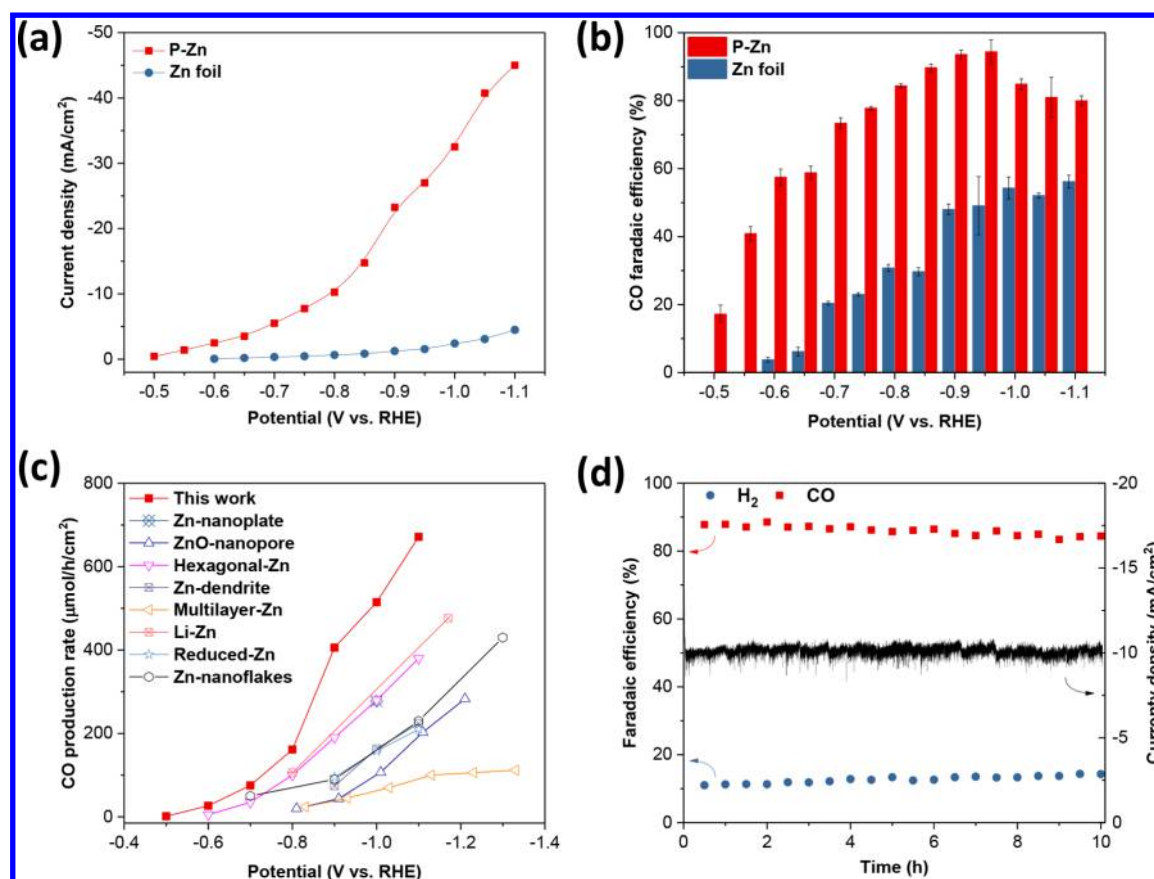 (a)
-50
-40
-30
-20
-10
0
Current density (mA/cm²)
P-Zn
Zn foil
-0.5 -0.6 -0.7 -0.8 -0.9 -1.0 -1.1
Potential (V vs. RHE)
(b)
100
80
60
40
20
0
CO faradaic efficiency (%)
P-Zn
Zn foil
-0.5 -0.6 -0.7 -0.8 -0.9 -1.0 -1.1
Potential (V vs. RHE)
(c)
800
600
400
200
0
CO production rate (μmol/h/cm²)
This work
Zn-nanoplate
ZnO-nanopore
Hexagonal-Zn
Zn-dendrite
Multilayer-Zn
Li-Zn
Reduced-Zn
Zn-nanoflakes
-0.4 -0.6 -0.8 -1.0 -1.2 -1.4
Potential (V vs. RHE)
(d)
100
80
60
40
20
0
Faradaic efficiency (%)
H₂ CO
-20
-15
-10
-5
0
Currenty density (mA/cm²)
0 2 4 6 8 10
Time (h)